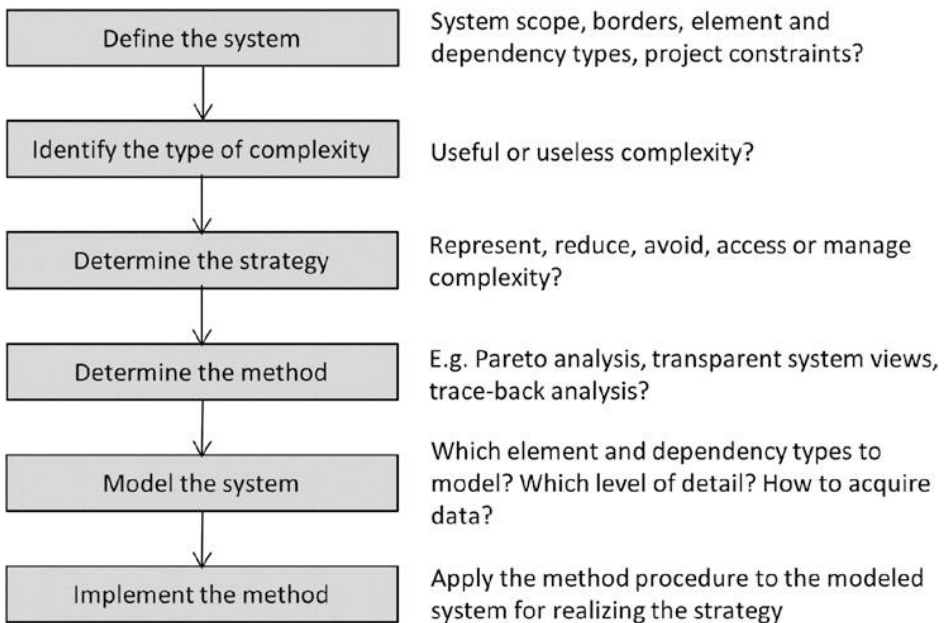 Define the system
System scope, borders, element and
dependency types, project constraints?
Identify the type of complexity
Useful or useless complexity?
Determine the strategy
Represent, reduce, avoid, access or manage
complexity?
Determine the method
E.g. Pareto analysis, transparent system views,
trace-back analysis?
Model the system
Which element and dependency types to
model? Which level of detail? How to acquire
data?
Implement the method
Apply the method procedure to the modeled
system for realizing the strategy